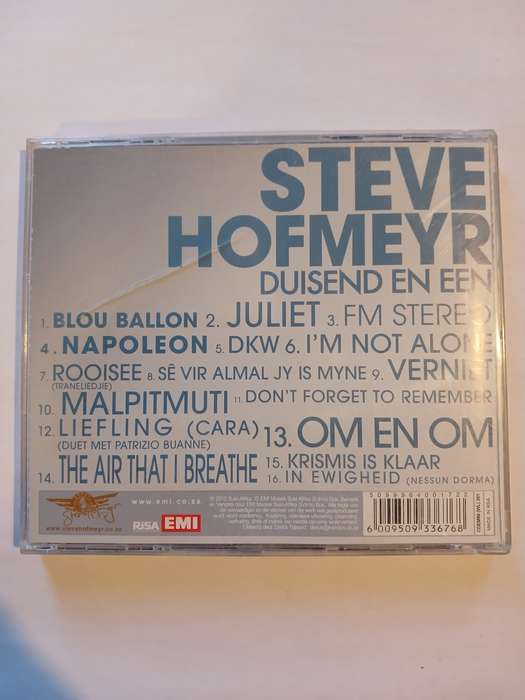 STEVE
HOFMEYR
DUISEND EN EEN
1. BLOU BALLON 2. JULIET 3. FM STEREO
4. NAPOLEON 5. DKW 6. I'M NOT ALONE
7. ROOISEE 8. SÊ VIR ALMAL JY IS MYNE 9. VERNIET
(TRANELIEDJIE)
10. MALPITMUTI 11. DON'T FORGET TO REMEMBER
12. LIEFLING (CARA) 13. OM EN OM
(DUET MET PATRIZIO BUANNE)
14. THE AIR THAT I BREATHE 15. KRISMIS IS KLAAR
16. IN EWIGHEID (NESSUN DORMA)
www.stevehofmeyr.co.za
www.emi.co.za
RiSA EMI
6 009509 336768